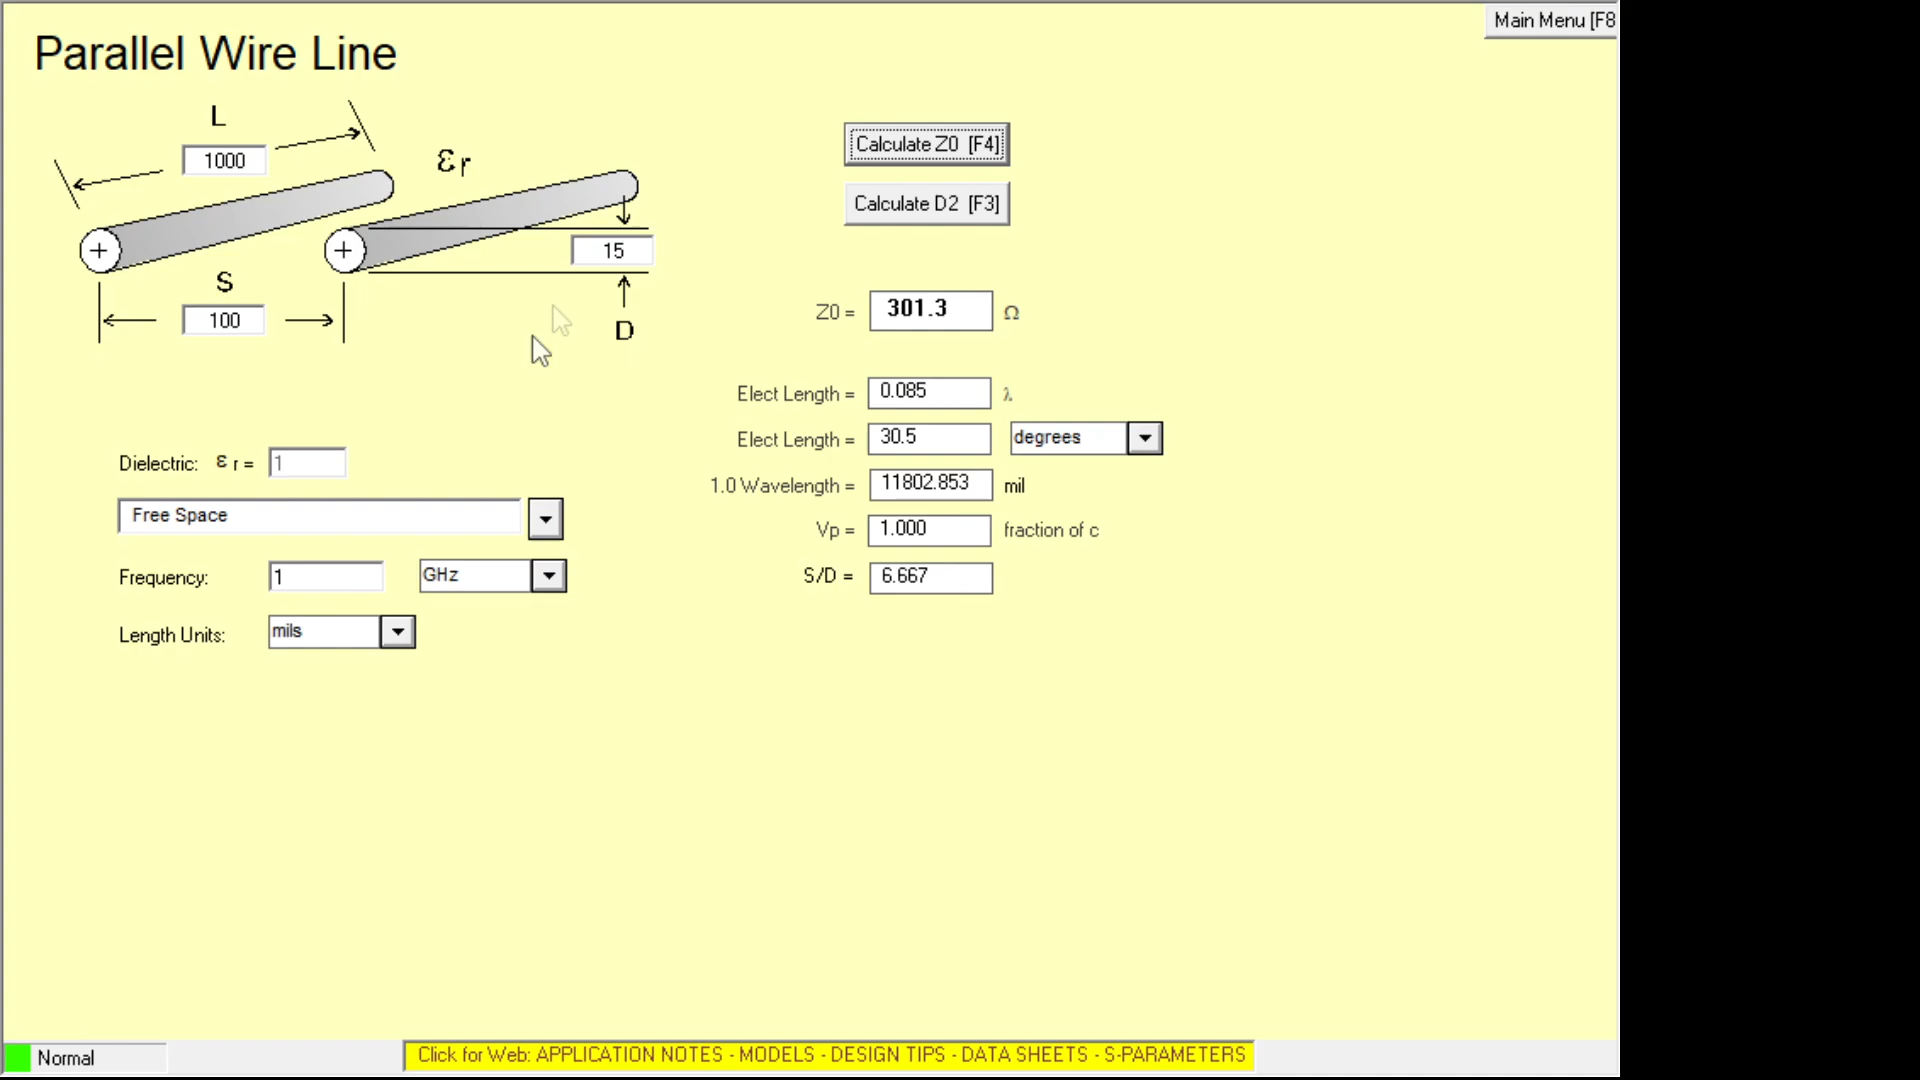 Main Menu [F8
Parallel Wire Line
L
1000
εr
Calculate Z0 [F4]
Calculate D2 [F3]
15
S
100
D
Z0 = 301.3 Ω
Elect Length = 0.085 λ
Elect Length = 30.5 degrees
1.0 Wavelength = 11802.853 mil
Vp = 1.000 fraction of c
S/D = 6.667
Dielectric: ε r = 1
Free Space
Frequency: 1 GHz
Length Units: mils
Normal
Click for Web: APPLICATION NOTES - MODELS - DESIGN TIPS - DATA SHEETS - S-PARAMETERS